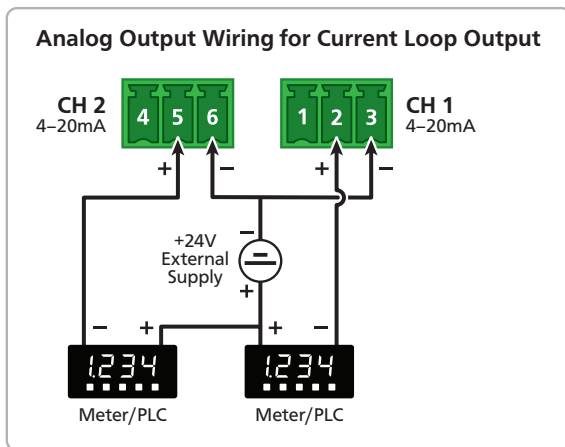 Analog Output Wiring for Current Loop Output
CH 2
4–20mA
4 5 6
1 2 3
CH 1
4–20mA
+ –
+ –
–
+24V
External
Supply
+
– +
+ –
1.234
1.234
Meter/PLC
Meter/PLC